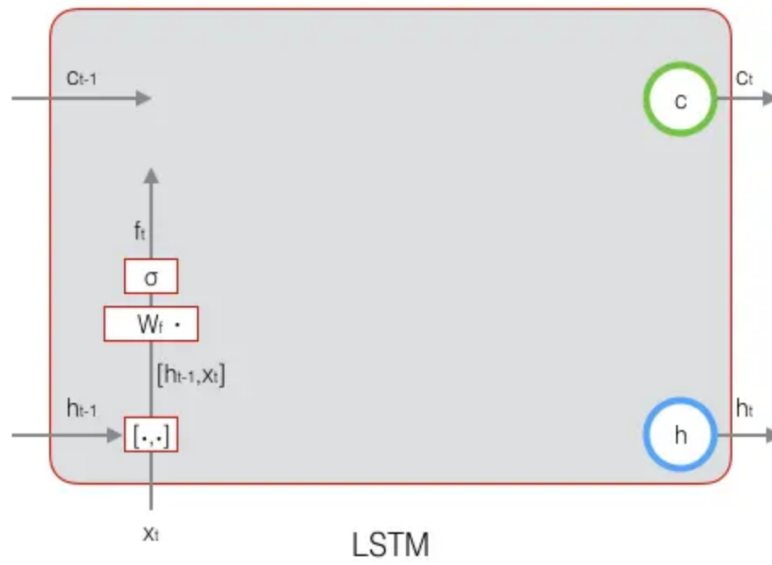 Ct-1
c
Ct
ft
σ
Wf ·
[ht-1,xt]
ht-1
[·,·]
h
ht
xt
LSTM